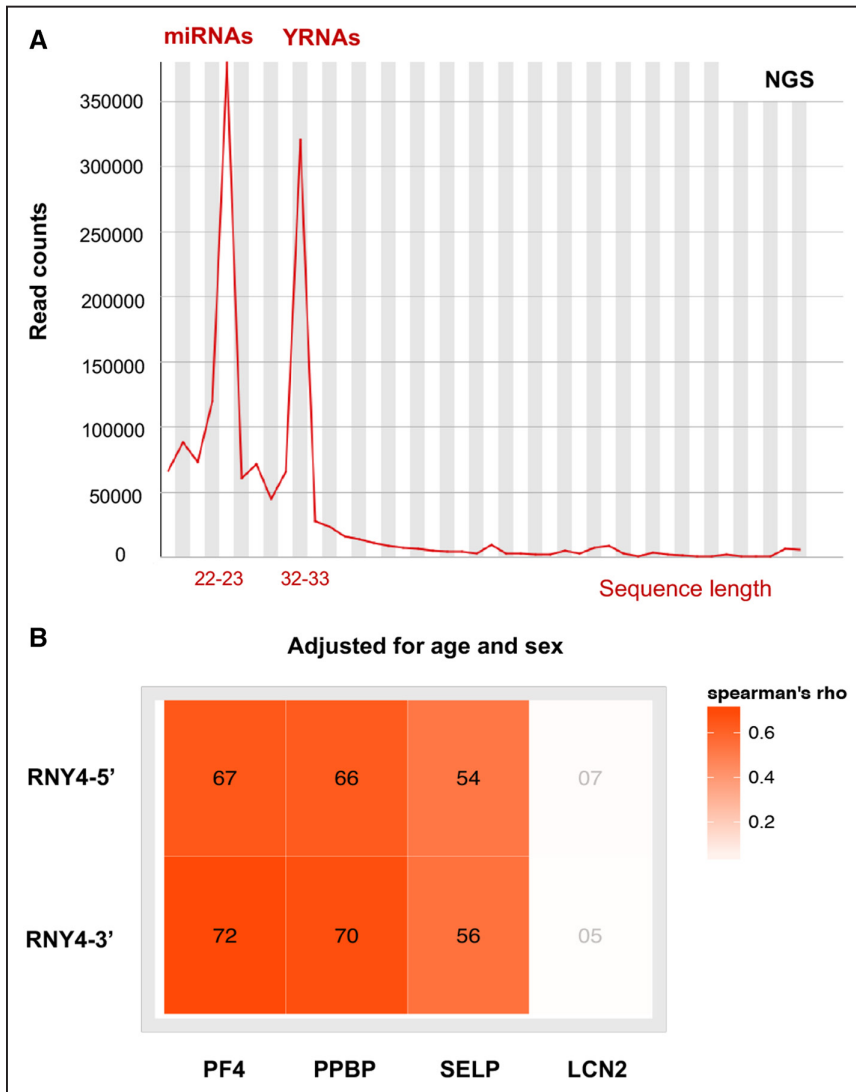 A
miRNAs YRNAs
NGS
Read counts
350000
300000
250000
200000
150000
100000
50000
0
22-23 32-33
Sequence length
B
Adjusted for age and sex
spearman's rho
0.6
0.4
0.2
RNY4-5' 67 66 54 07
RNY4-3' 72 70 56 05
PF4 PPBP SELP LCN2